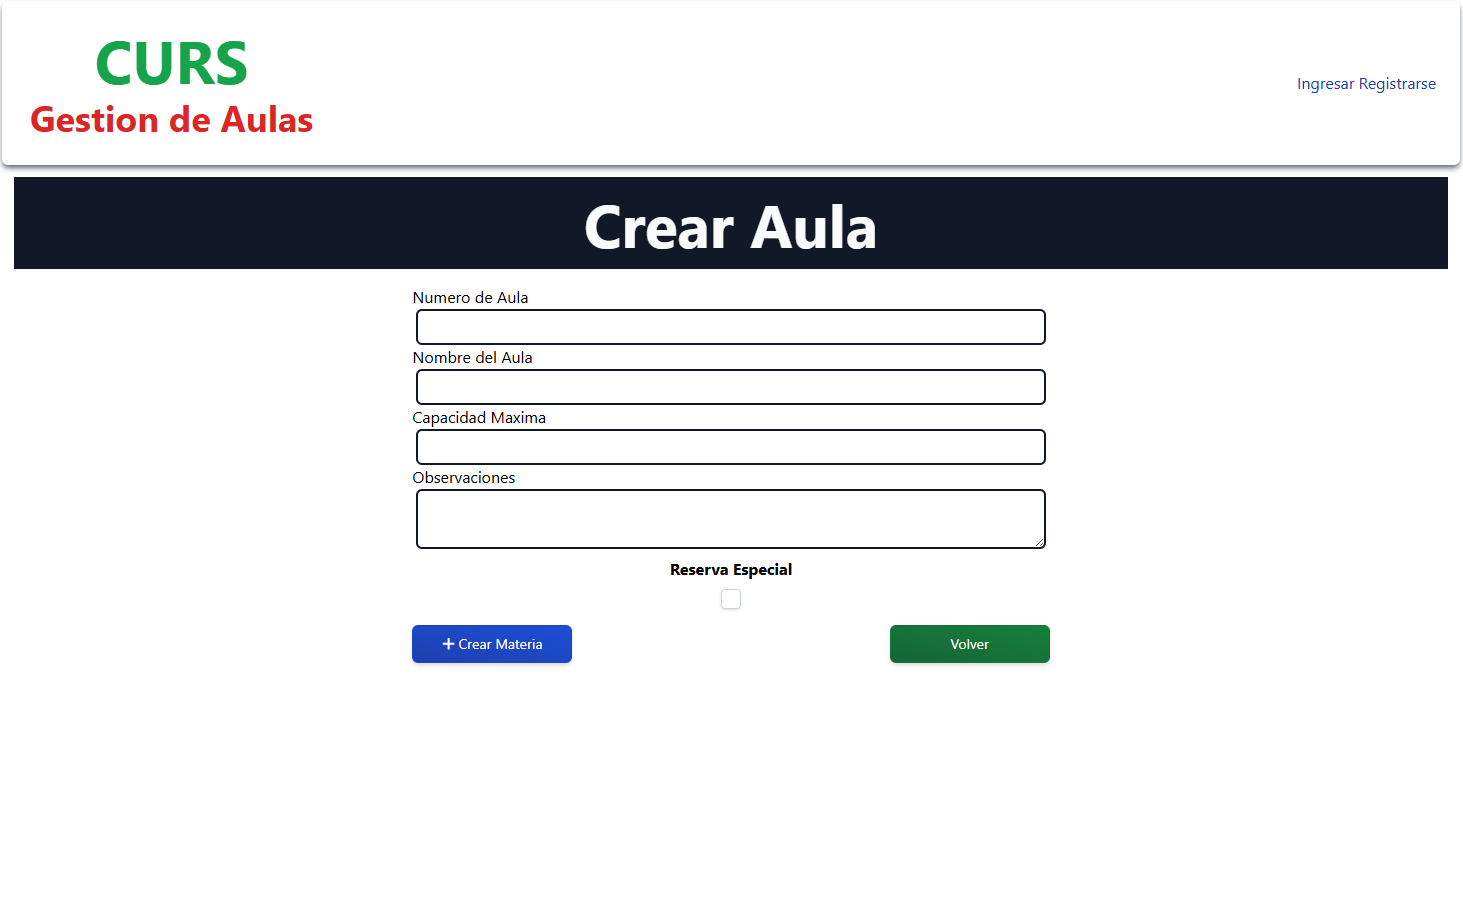 CURS
Gestion de Aulas
Ingresar Registrarse
Crear Aula
Numero de Aula
Nombre del Aula
Capacidad Maxima
Observaciones
Reserva Especial
+ Crear Materia
Volver